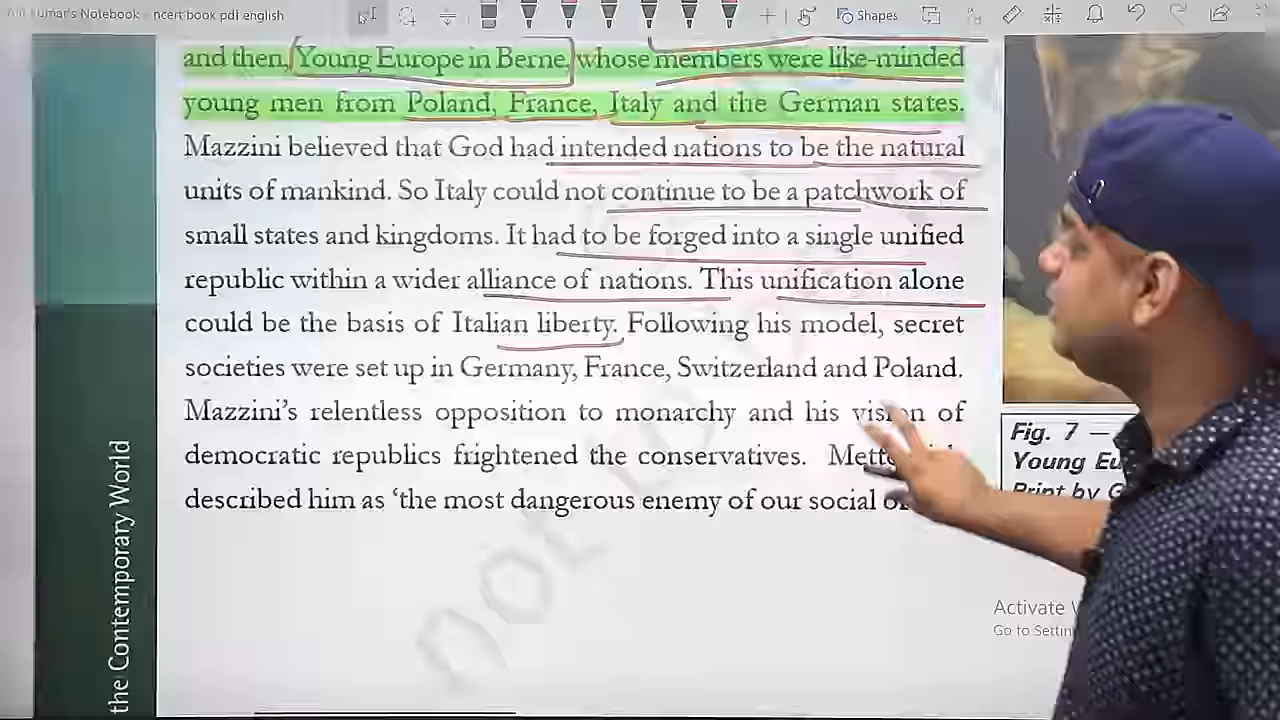 Kumar's Notebook - ncert book pdf english
Shapes
and then, Young Europe in Berne, whose members were like-minded
young men from Poland, France, Italy and the German states.
Mazzini believed that God had intended nations to be the natural
units of mankind. So Italy could not continue to be a patchwork of
small states and kingdoms. It had to be forged into a single unified
republic within a wider alliance of nations. This unification alone
could be the basis of Italian liberty. Following his model, secret
societies were set up in Germany, France, Switzerland and Poland.
Mazzini's relentless opposition to monarchy and his vision of
democratic republics frightened the conservatives.
described him as ‘the most dangerous enemy of our social
Fig. 7 —
Young Eu
Print by G
the Contemporary World
Activate
Go to Settin